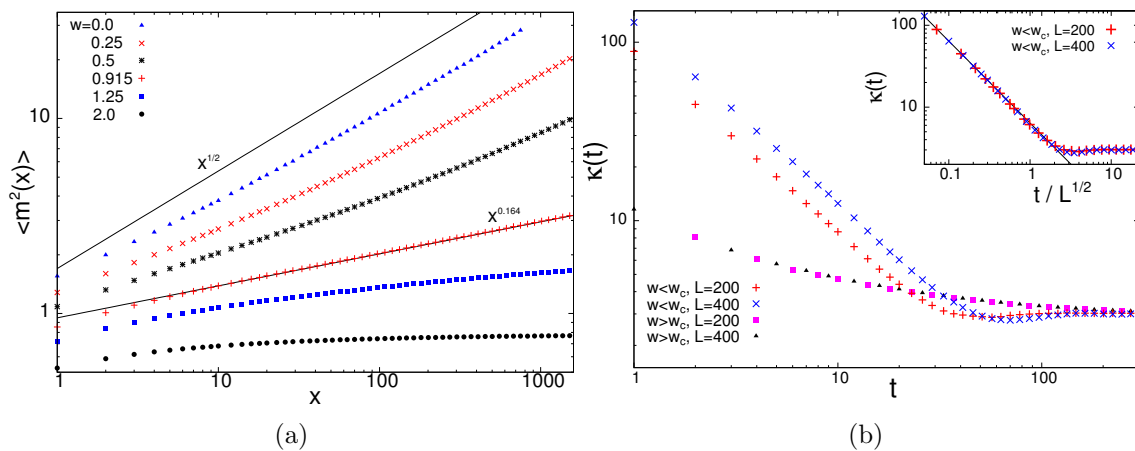 w=0.0
0.25
0.5
0.915
1.25
2.0
x^{1/2}
x^{0.164}
10
1
<m²(x)>
1
10
100
1000
x
(a)
100
10
κ(t)
w<w_c, L=200
w<w_c, L=400
w>w_c, L=200
w>w_c, L=400
1
10
100
t
100
10
κ(t)
w<w_c, L=200
w<w_c, L=400
0.1
1
10
t / L^{1/2}
(b)